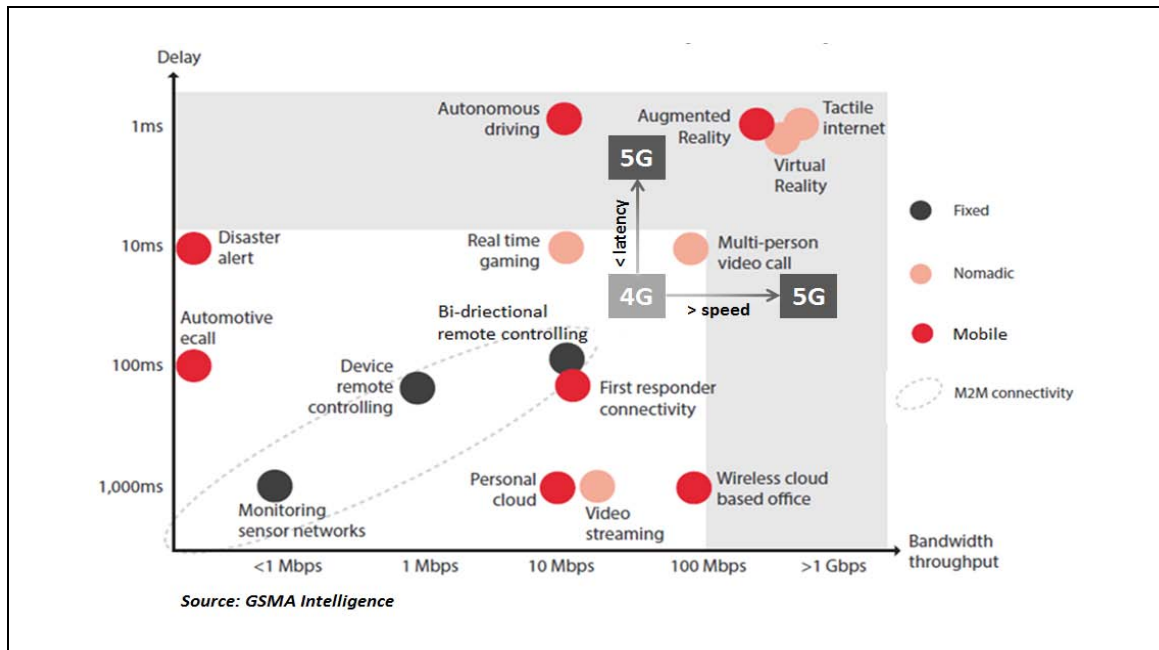 Delay
1ms
10ms
100ms
1,000ms
Autonomous
driving
Augmented
Reality
Tactile
internet
Virtual
Reality
5G
< latency
4G
> speed
5G
Disaster
alert
Real time
gaming
Multi-person
video call
Automotive
ecall
Bi-driectional
remote controlling
Device
remote
controlling
First responder
connectivity
Monitoring
sensor networks
Personal
cloud
Video
streaming
Wireless cloud
based office
Fixed
Nomadic
Mobile
M2M connectivity
<1 Mbps
1 Mbps
10 Mbps
100 Mbps
>1 Gbps
Bandwidth
throughput
Source: GSMA Intelligence